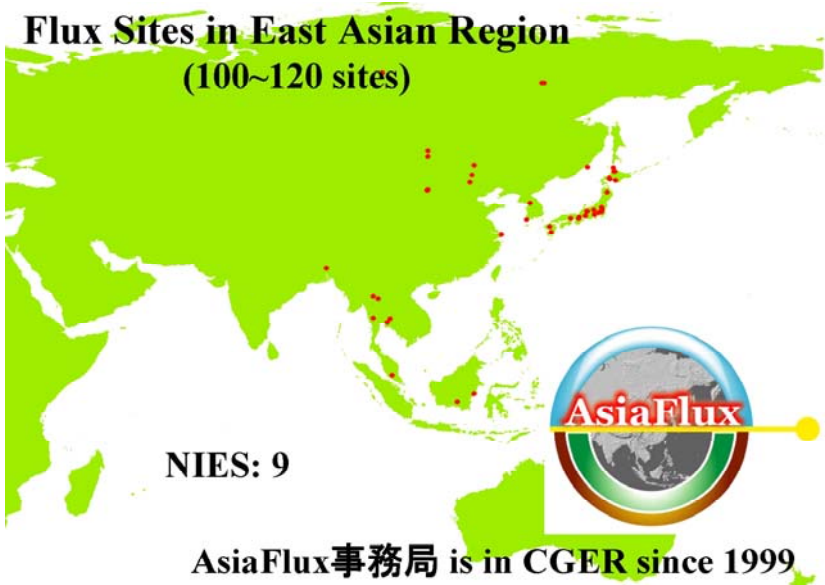 Flux Sites in East Asian Region
(100~120 sites)
AsiaFlux
NIES: 9
AsiaFlux事務局 is in CGER since 1999